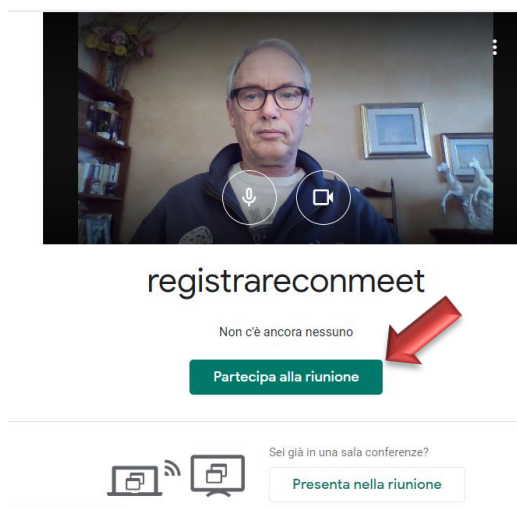 registrareconmeet
Non c'è ancora nessuno
Partecipa alla riunione
Sei già in una sala conferenze?
Presenta nella riunione